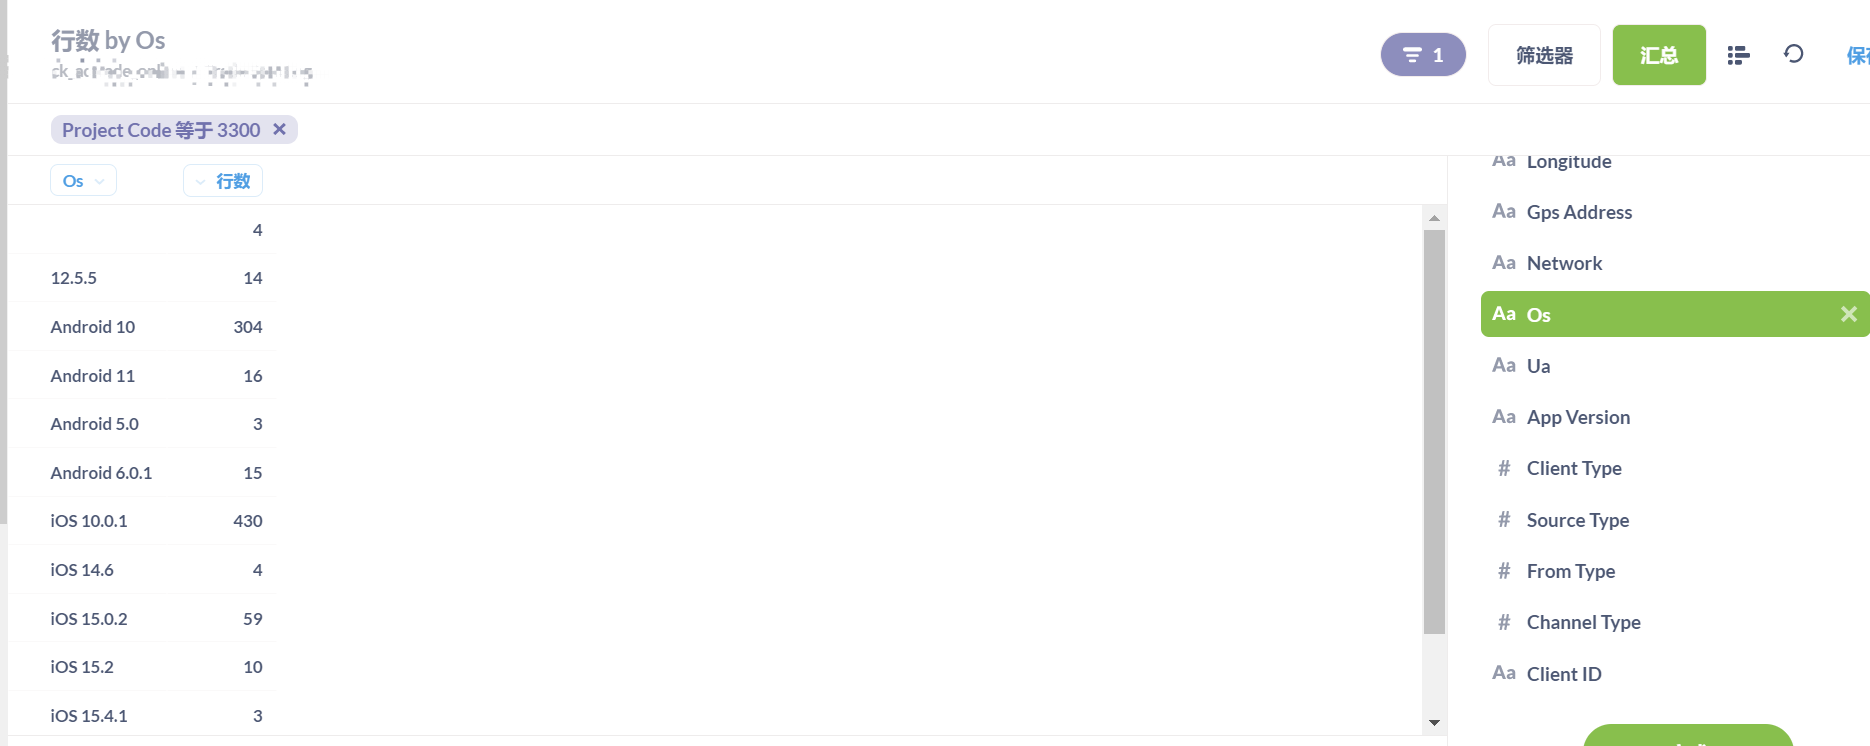 行数 by Os
1
筛选器
汇总
Project Code 等于 3300
Os
行数
4
12.5.5 14
Android 10 304
Android 11 16
Android 5.0 3
Android 6.0.1 15
iOS 10.0.1 430
iOS 14.6 4
iOS 15.0.2 59
iOS 15.2 10
iOS 15.4.1 3
Aa Longitude
Aa Gps Address
Aa Network
Aa Os
Aa Ua
Aa App Version
# Client Type
# Source Type
# From Type
# Channel Type
Aa Client ID